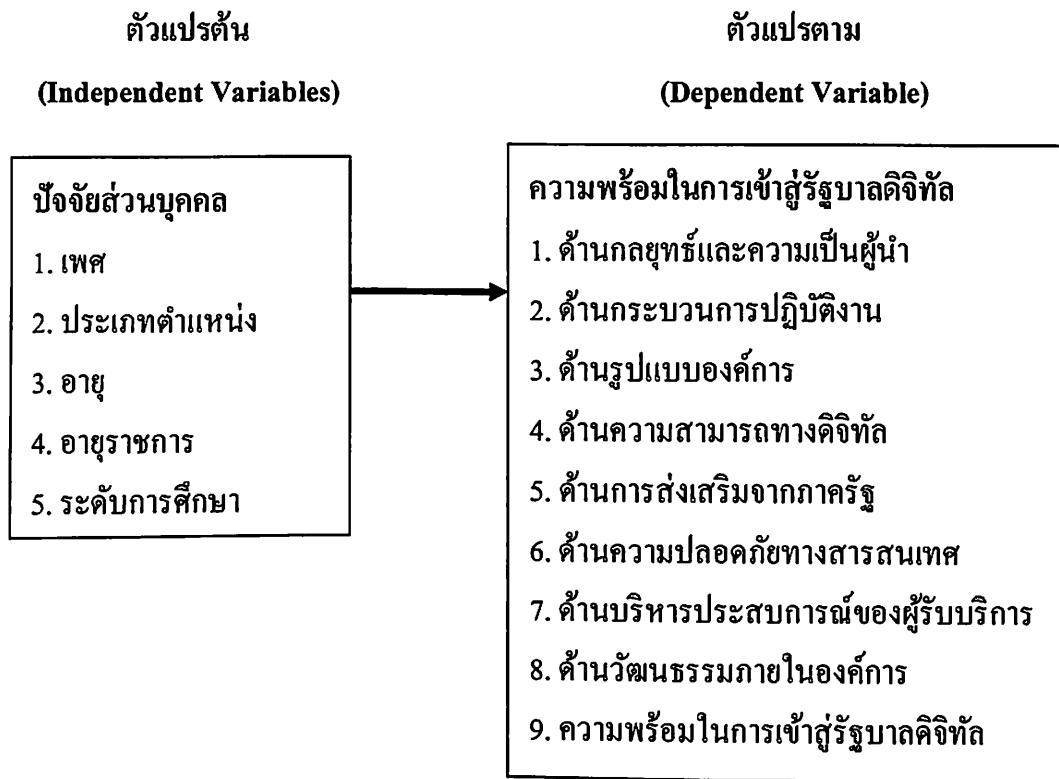 ตัวแปรต้น
(Independent Variables)
ปัจจัยส่วนบุคคล
1. เพศ
2. ประเภทตำแหน่ง
3. อายุ
4. อายุราชการ
5. ระดับการศึกษา
ตัวแปรตาม
(Dependent Variable)
ความพร้อมในการเข้าสู่รัฐบาลดิจิทัล
1. ด้านกลยุทธ์และความเป็นผู้นำ
2. ด้านกระบวนการปฏิบัติงาน
3. ด้านรูปแบบองค์การ
4. ด้านความสามารถทางดิจิทัล
5. ด้านการส่งเสริมจากภาครัฐ
6. ด้านความปลอดภัยทางสารสนเทศ
7. ด้านบริหารประสบการณ์ของผู้รับบริการ
8. ด้านวัฒนธรรมภายในองค์การ
9. ความพร้อมในการเข้าสู่รัฐบาลดิจิทัล